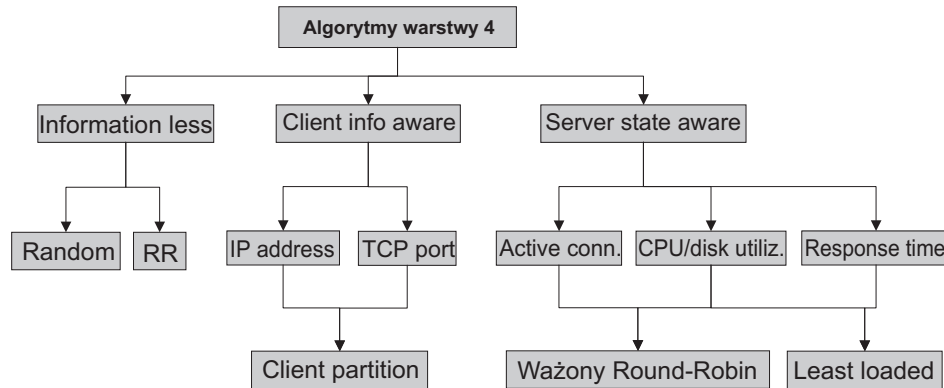 Algorytmy warstwy 4
Information less
Client info aware
Server state aware
Random
RR
IP address
TCP port
Active conn.
CPU/disk utiliz.
Response time
Client partition
Ważony Round-Robin
Least loaded